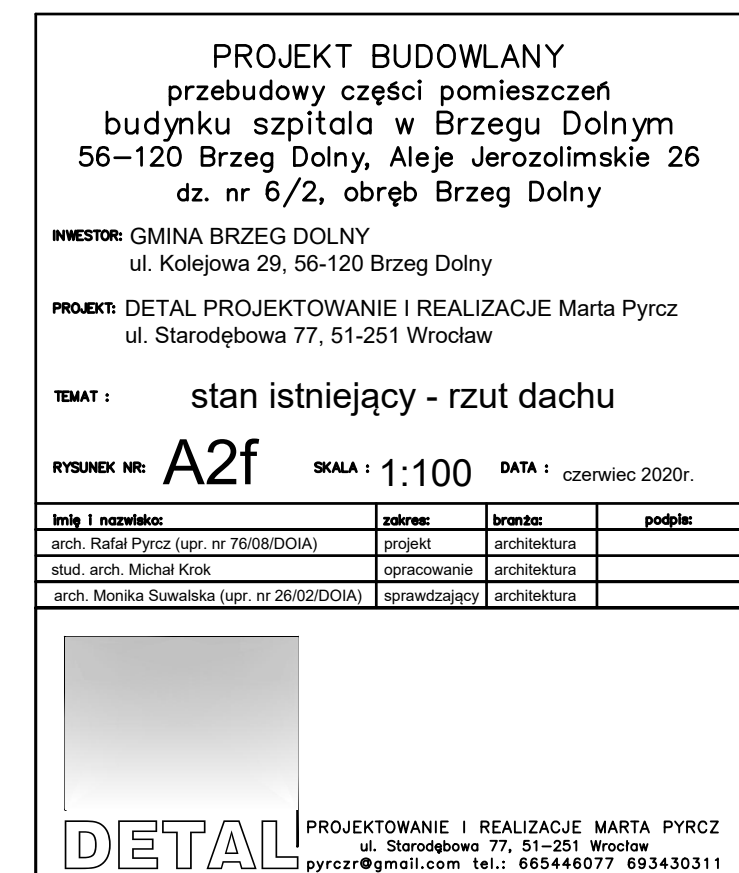 PROJEKT BUDOWLANY
przebudowy części pomieszczeń
budynku szpitala w Brzegu Dolnym
56-120 Brzeg Dolny, Aleje Jerozolimskie 26
dz. nr 6/2, obręb Brzeg Dolny
INWESTOR: GMINA BRZEG DOLNY
ul. Kolejowa 29, 56-120 Brzeg Dolny
PROJEKT: DETAL PROJEKTOWANIE I REALIZACJE Marta Pyrcz
ul. Starodębowa 77, 51-251 Wrocław
TEMAT : stan istniejący - rzut dachu
RYSUNEK NR: A2f SKALA : 1:100 DATA : czerwiec 2020r.
imię i nazwisko: zakres: branża: podpis:
arch. Rafał Pyrcz (upr. nr 76/08/DOIA) projekt architektura
stud. arch. Michał Krok opracowanie architektura
arch. Monika Suwalska (upr. nr 26/02/DOIA) sprawdzający architektura
DETAL
PROJEKTOWANIE I REALIZACJE MARTA PYRCZ
ul. Starodębowa 77, 51-251 Wrocław
pyrczr@gmail.com tel.: 665446077 693430311